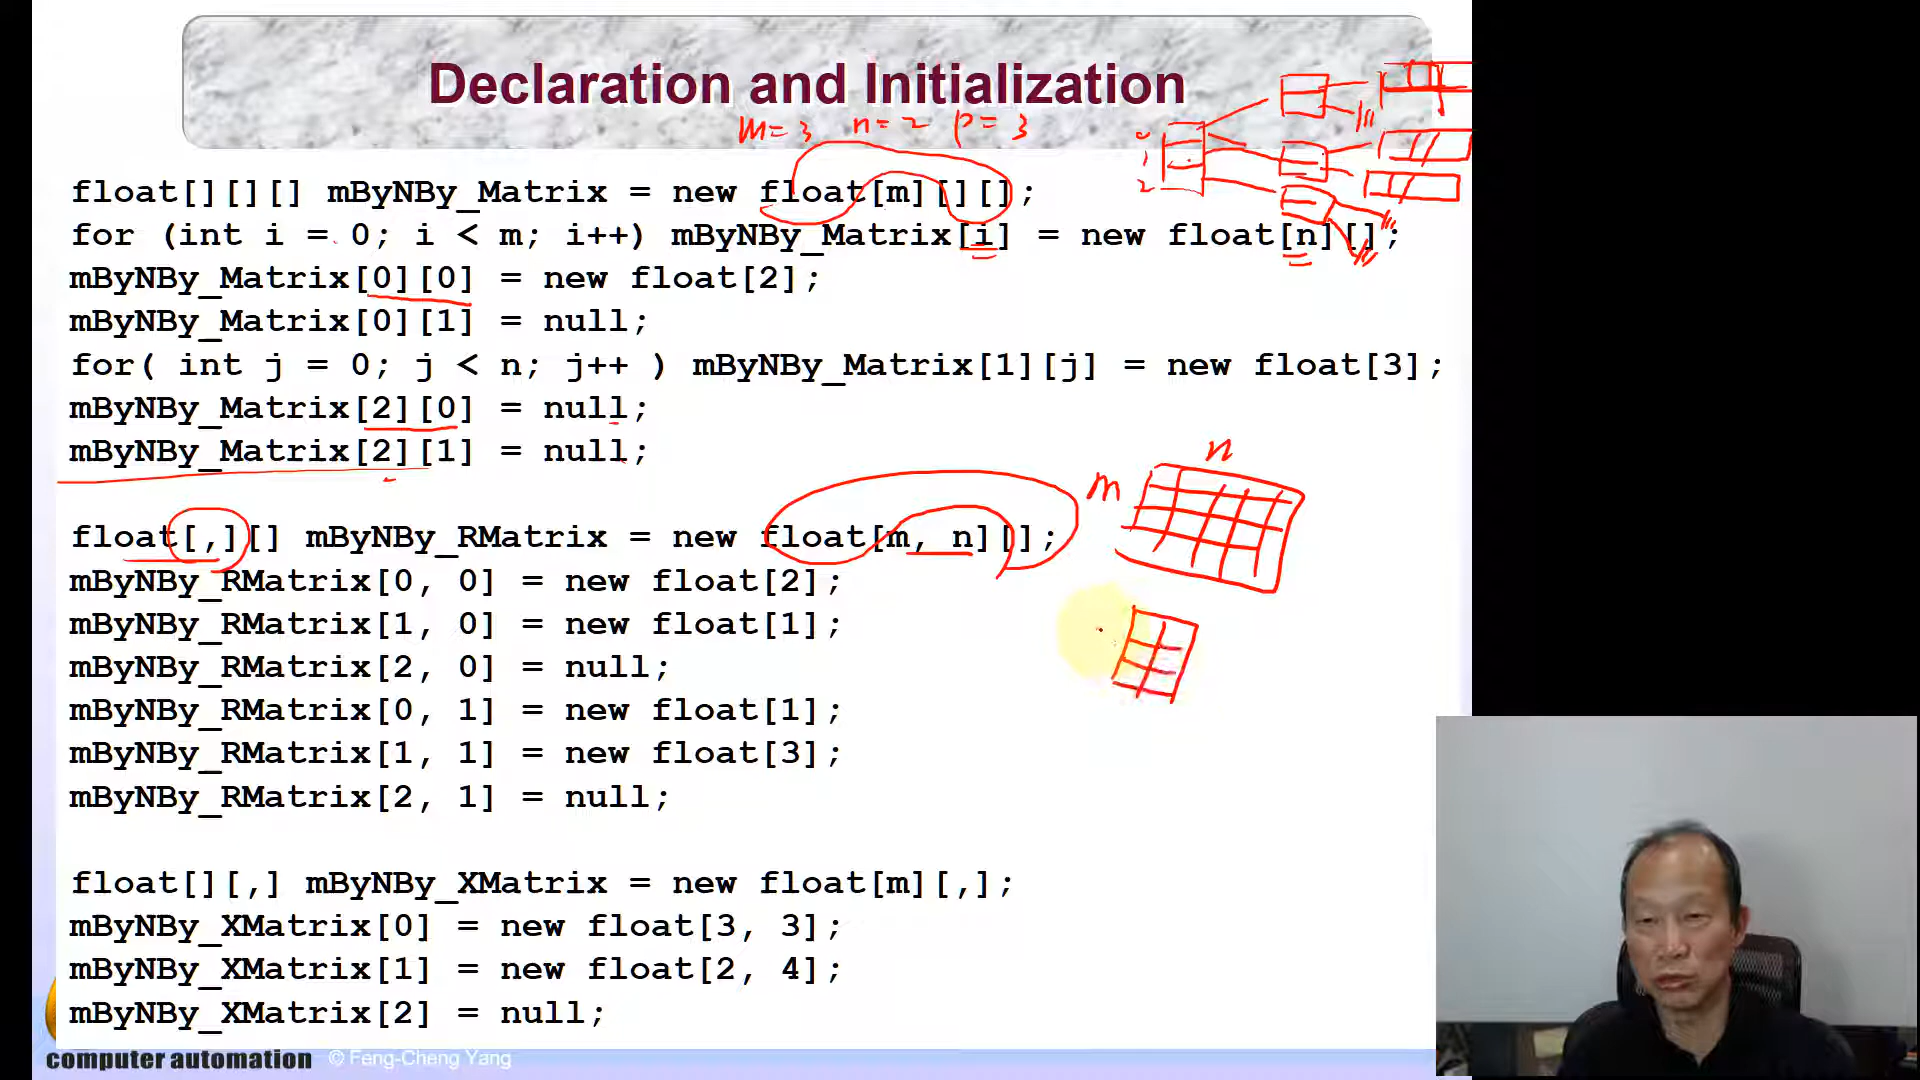 Declaration and Initialization
m=3 n=2 p=3
float[][][] mByNBy_Matrix = new float[m][][];
for (int i = 0; i < m; i++) mByNBy_Matrix[i] = new float[n][];
mByNBy_Matrix[0][0] = new float[2];
mByNBy_Matrix[0][1] = null;
for( int j = 0; j < n; j++ ) mByNBy_Matrix[1][j] = new float[3];
mByNBy_Matrix[2][0] = null;
mByNBy_Matrix[2][1] = null;
n
m
float[,][] mByNBy_RMatrix = new float[m, n][];
mByNBy_RMatrix[0, 0] = new float[2];
mByNBy_RMatrix[1, 0] = new float[1];
mByNBy_RMatrix[2, 0] = null;
mByNBy_RMatrix[0, 1] = new float[1];
mByNBy_RMatrix[1, 1] = new float[3];
mByNBy_RMatrix[2, 1] = null;
float[][,] mByNBy_XMatrix = new float[m][,];
mByNBy_XMatrix[0] = new float[3, 3];
mByNBy_XMatrix[1] = new float[2, 4];
mByNBy_XMatrix[2] = null;
computer automation © Feng-Cheng Yang